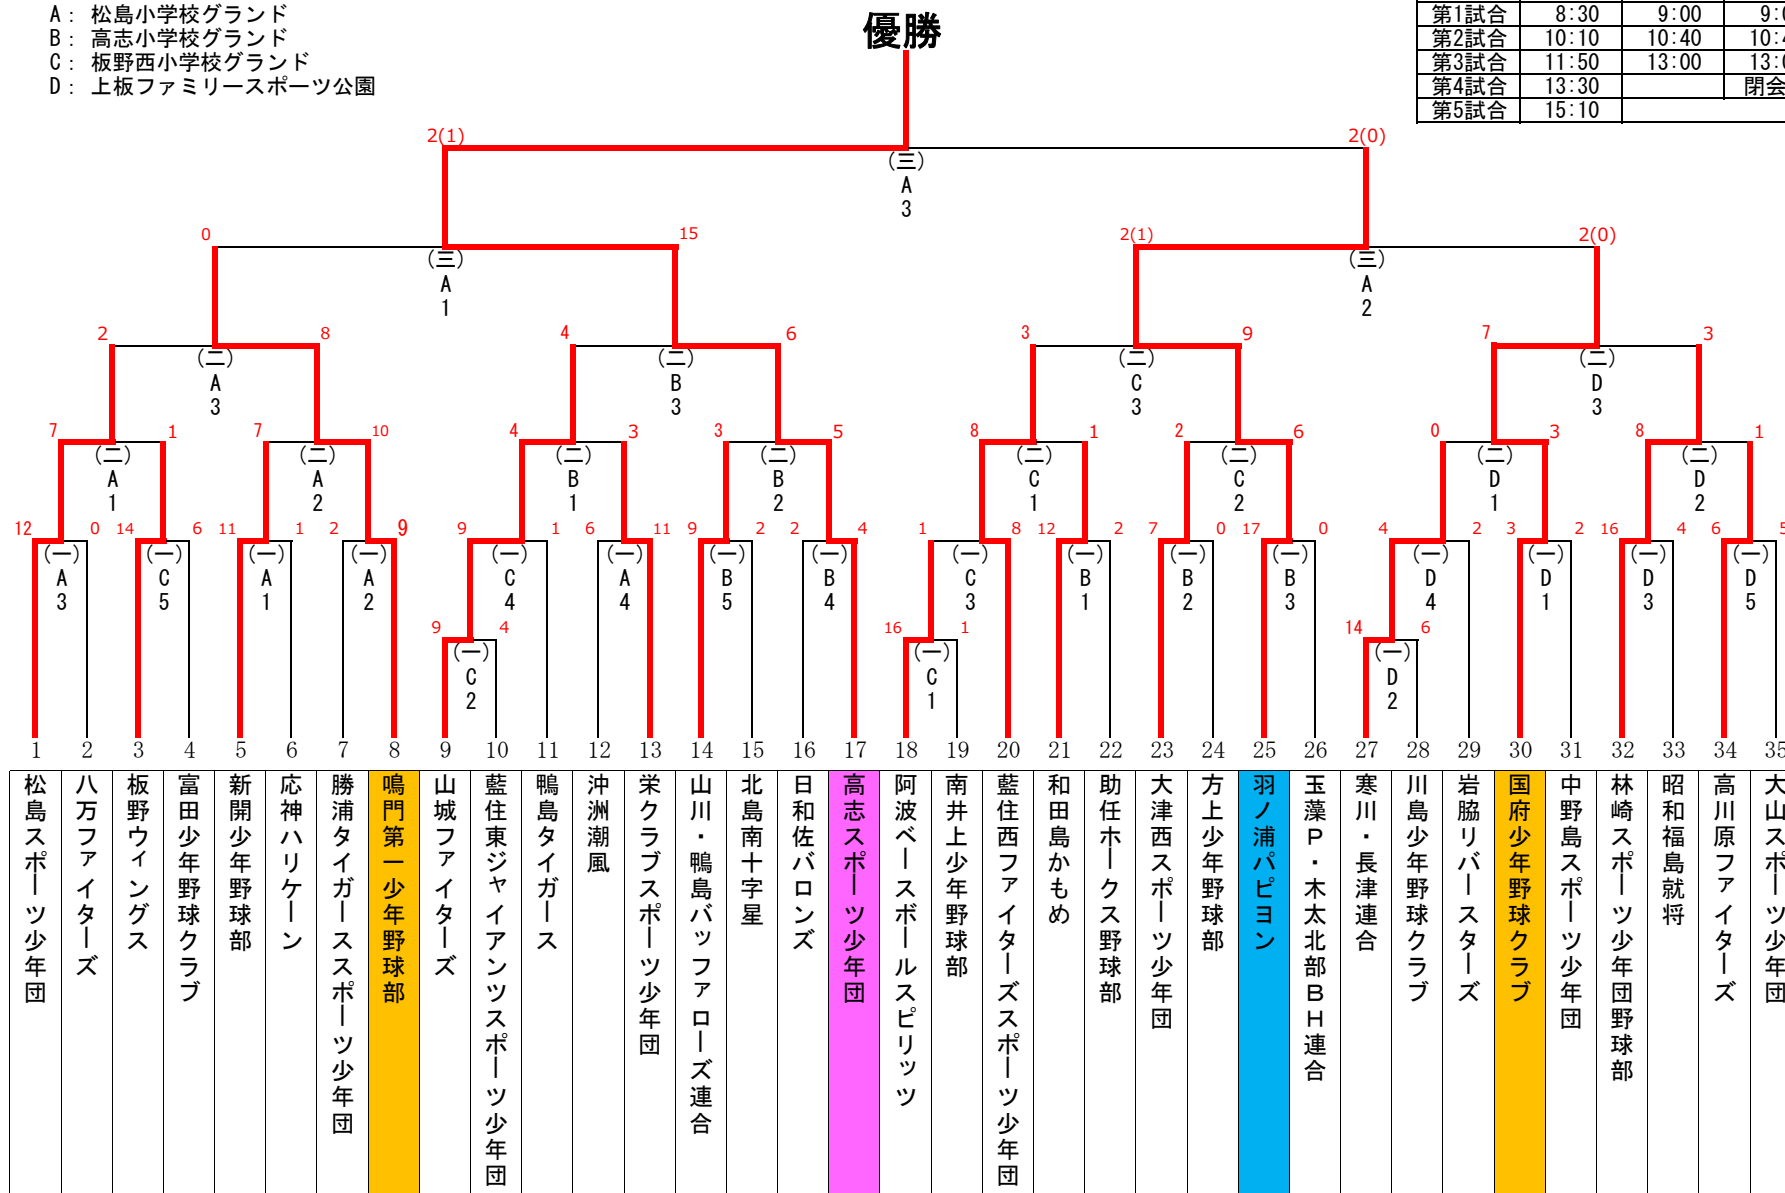 A： 松島小学校グランド
B： 高志小学校グランド
C： 板野西小学校グランド
D： 上板ファミリースポーツ公園
優勝
第1試合 8:30 9:00
第2試合 10:10 10:40
第3試合 11:50 13:00
第4試合 13:30 閉会
第5試合 15:10
2(1) 2(0)
(三) A 3
0 15 2(1) 2(0)
(三) A 1
(三) A 2
2 8 4 6 3 9 7 3
(二) A 3
(二) B 3
(二) C 3
(二) D 3
7 1 7 10 4 3 3 5 8 1 2 6 0 3 8 1
(二) A 1
(二) A 2
(二) B 1
(二) B 2
(二) C 1
(二) C 2
(二) D 1
(二) D 2
12 0 14 6 11 1 2 9 9 1 6 11 9 2 2 4 1 8 12 2 7 0 17 0 4 2 3 2 16 4 6 5
(一) A 3
(一) C 5
(一) A 1
(一) A 2
(一) C 4
(一) A 4
(一) B 5
(一) B 4
(一) C 3
(一) B 1
(一) B 2
(一) B 3
(一) D 4
(一) D 1
(一) D 3
(一) D 5
9 4 16 1 14 6
(一) C 2
(一) C 1
(一) D 2
1 2 3 4 5 6 7 8 9 10 11 12 13 14 15 16 17 18 19 20 21 22 23 24 25 26 27 28 29 30 31 32 33 34 35
松島スポーツ少年団
八万ファイターズ
板野ウィングス
富田少年野球クラブ
新開少年野球部
応神ハリケーン
勝浦タイガーススポーツ少年団
鳴門第一少年野球部
山城ファイターズ
藍住東ジャイアンツスポーツ少年団
鴨島タイガース
沖洲潮風
栄クラブスポーツ少年団
山川・鴨島バッファローズ連合
北島南十字星
日和佐バロンズ
高志スポーツ少年団
阿波ベースボールスピリッツ
南井上少年野球部
藍住西ファイターズスポーツ少年団
和田島かもめ
助任ホークス野球部
大津西スポーツ少年団
方上少年野球部
羽ノ浦パピヨン
玉藻P・木太北部BH連合
寒川・長津連合
川島少年野球クラブ
岩脇リバースターズ
国府少年野球クラブ
中野島スポーツ少年団
林崎スポーツ少年団野球部
昭和福島就将
高川原ファイターズ
大山スポーツ少年団